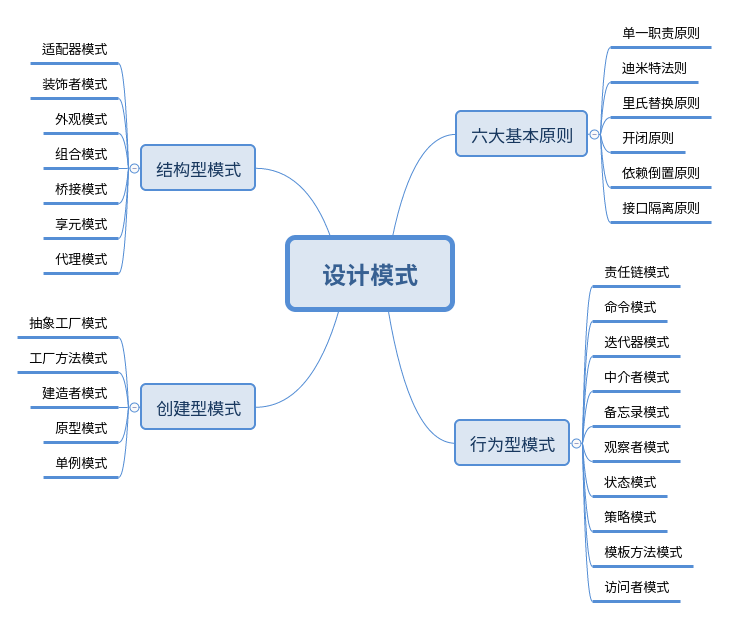 设计模式
六大基本原则
单一职责原则
迪米特法则
里氏替换原则
开闭原则
依赖倒置原则
接口隔离原则
行为型模式
责任链模式
命令模式
迭代器模式
中介者模式
备忘录模式
观察者模式
状态模式
策略模式
模板方法模式
访问者模式
结构型模式
适配器模式
装饰者模式
外观模式
组合模式
桥接模式
享元模式
代理模式
创建型模式
抽象工厂模式
工厂方法模式
建造者模式
原型模式
单例模式